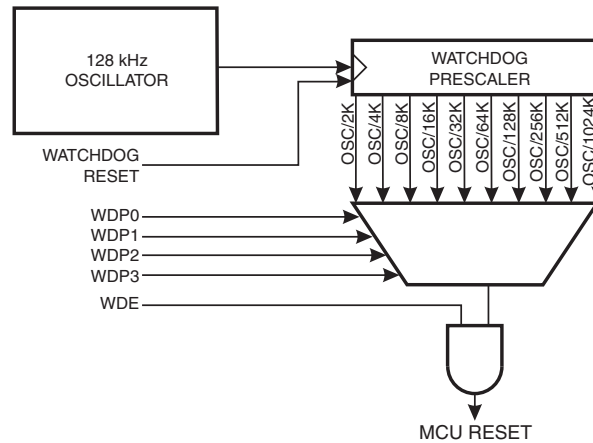 128 kHz
OSCILLATOR
WATCHDOG
PRESCALER
OSC/2K
OSC/4K
OSC/8K
OSC/16K
OSC/32K
OSC/64K
OSC/128K
OSC/256K
OSC/512K
OSC/1024K
WATCHDOG
RESET
WDP0
WDP1
WDP2
WDP3
WDE
MCU RESET